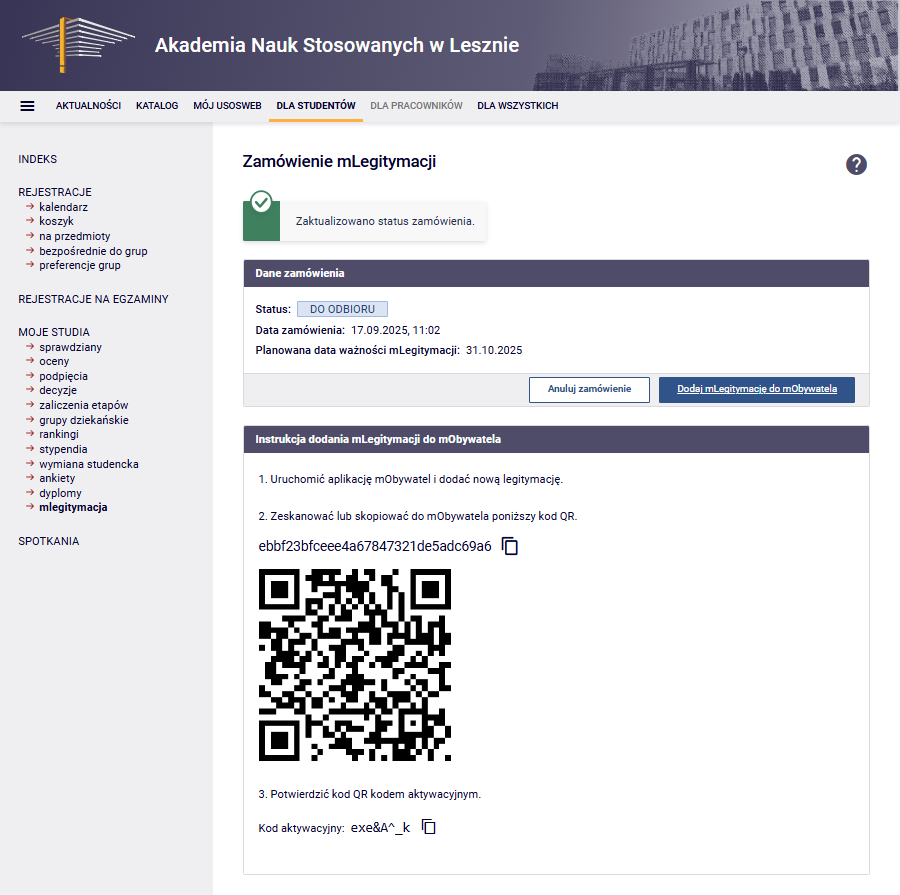 Akademia Nauk Stosowanych w Lesznie
AKTUALNOŚCI KATALOG MÓJ USOSWEB DLA STUDENTÓW DLA PRACOWNIKÓW DLA WSZYSTKICH
INDEKS
REJESTRACJE
→ kalendarz
→ koszyk
→ na przedmioty
→ bezpośrednie do grup
→ preferencje grup
REJESTRACJE NA EGZAMINY
MOJE STUDIA
→ sprawdziany
→ oceny
→ podpięcia
→ decyzje
→ zaliczenia etapów
→ grupy dziekańskie
→ rankingi
→ stypendia
→ wymiana studencka
→ ankiety
→ dyplomy
→ mlegitymacja
SPOTKANIA
Zamówienie mLegitymacji
?
Zaktualizowano status zamówienia.
Dane zamówienia
Status: DO ODBIORU
Data zamówienia: 17.09.2025, 11:02
Planowana data ważności mLegitymacji: 31.10.2025
Anuluj zamówienie Dodaj mLegitymację do mObywatela
Instrukcja dodania mLegitymacji do mObywatela
1. Uruchomić aplikację mObywatel i dodać nową legitymację.
2. Zeskanować lub skopiować do mObywatela poniższy kod QR.
ebbf23bfceee4a67847321de5adc69a6
3. Potwierdzić kod QR kodem aktywacyjnym.
Kod aktywacyjny: exe&A^_k